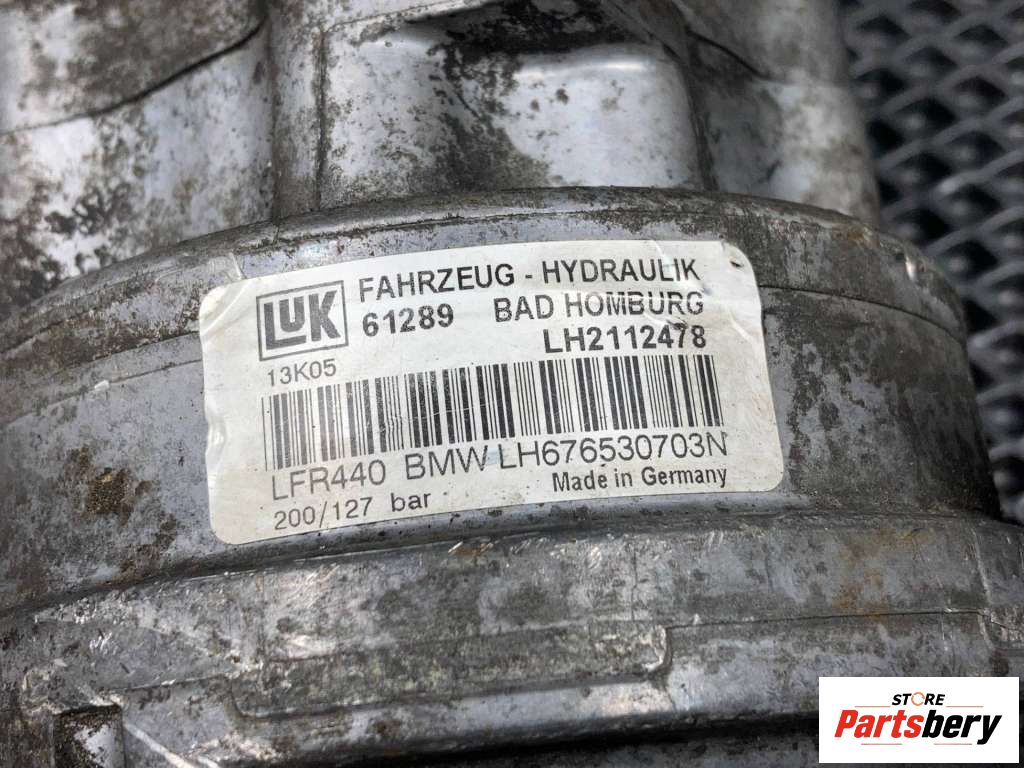 LUK
FAHRZEUG - HYDRAULIK
61289 BAD HOMBURG
LH2112478
13K05
LFR440 BMW LH676530703N
200/127 bar
Made in Germany
STORE
Partsbery